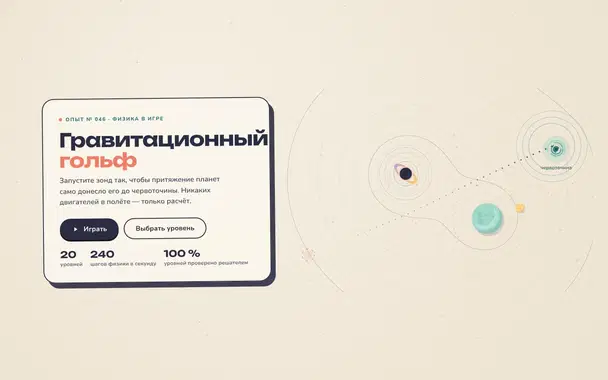 ОПЫТ № 046 · ФИЗИКА В ИГРЕ
Гравитационный
гольф
Запустите зонд так, чтобы притяжение планет
само донесло его до червоточины. Никаких
двигателей в полёте — только расчёт.
Играть
Выбрать уровень
20
уровней
240
шагов физики в секунду
100 %
уровней проверено решателем